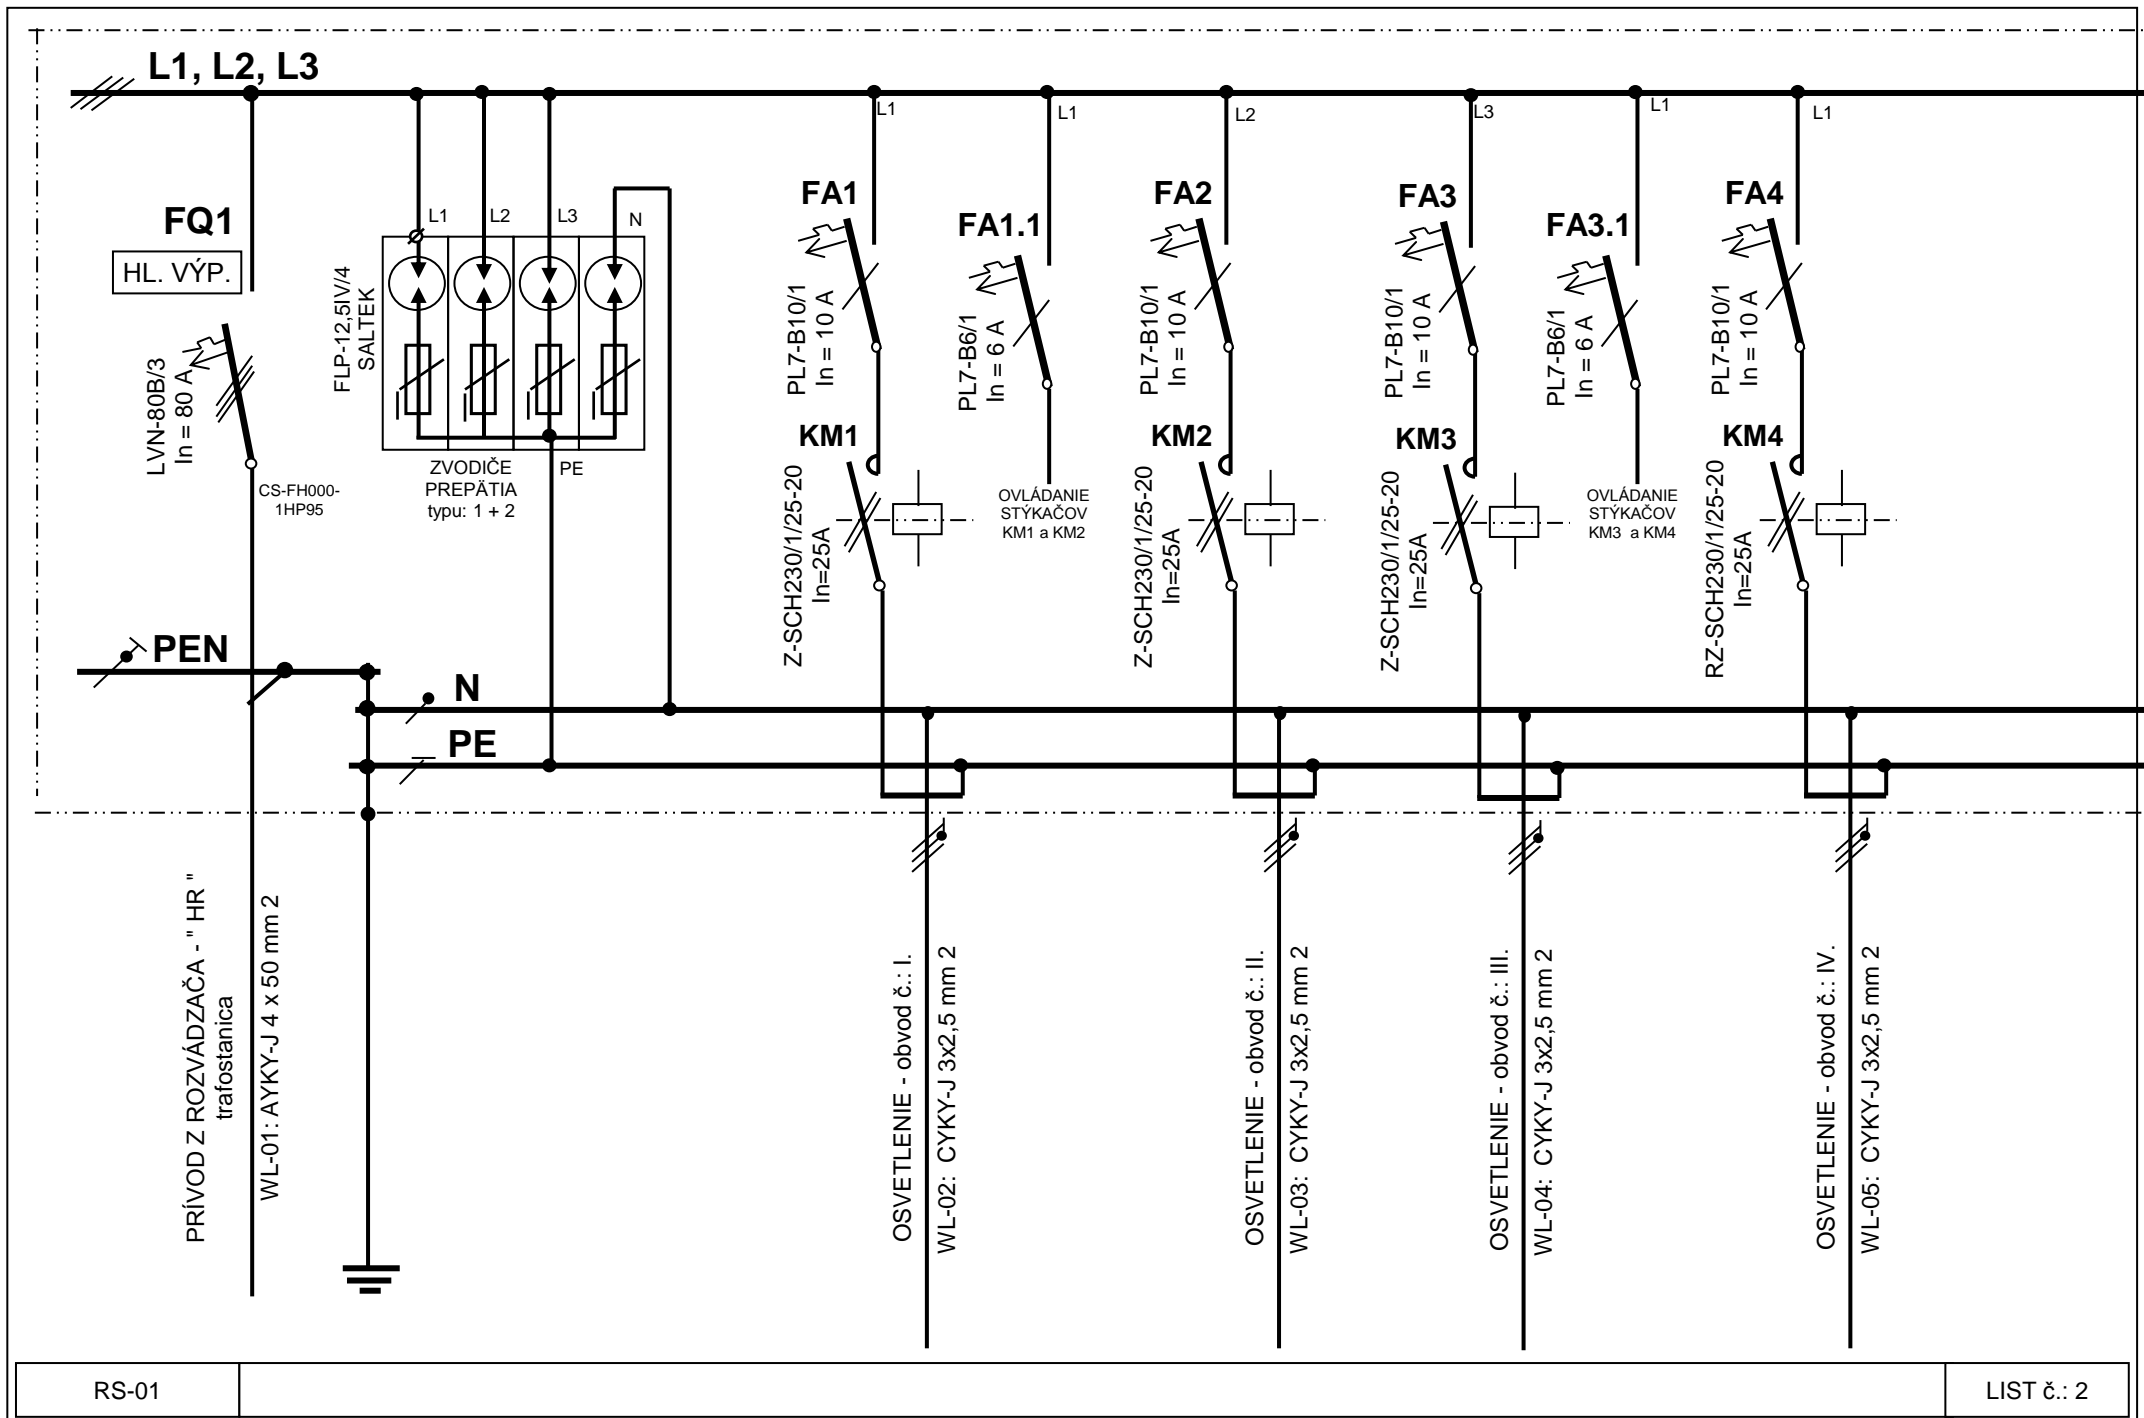 L1, L2, L3
FQ1
HL. VÝP.
LVN-80B/3
In = 80 A
CS-FH000-
1HP95
L1
L2
L3
N
FLP-12,5IV/4
SALTEK
ZVODIČE
PREPÄTIA
typu: 1 + 2
PE
L1
FA1
PL7-B10/1
In = 10 A
KM1
Z-SCH230/1/25-20
In=25A
L1
FA1.1
PL7-B6/1
In = 6 A
OVLÁDANIE
STÝKAČOV
KM1 a KM2
L2
FA2
PL7-B10/1
In = 10 A
KM2
Z-SCH230/1/25-20
In=25A
L3
FA3
PL7-B10/1
In = 10 A
KM3
Z-SCH230/1/25-20
In=25A
L1
FA3.1
PL7-B6/1
In = 6 A
OVLÁDANIE
STÝKAČOV
KM3 a KM4
L1
FA4
PL7-B10/1
In = 10 A
KM4
RZ-SCH230/1/25-20
In=25A
PEN
N
PE
PRÍVOD Z ROZVÁDZAČA - " HR "
trafostanica
WL-01: AYKY-J 4 x 50 mm 2
OSVETLENIE - obvod č.: I.
WL-02: CYKY-J 3x2,5 mm 2
OSVETLENIE - obvod č.: II.
WL-03: CYKY-J 3x2,5 mm 2
OSVETLENIE - obvod č.: III.
WL-04: CYKY-J 3x2,5 mm 2
OSVETLENIE - obvod č.: IV.
WL-05: CYKY-J 3x2,5 mm 2
RS-01
LIST č.: 2